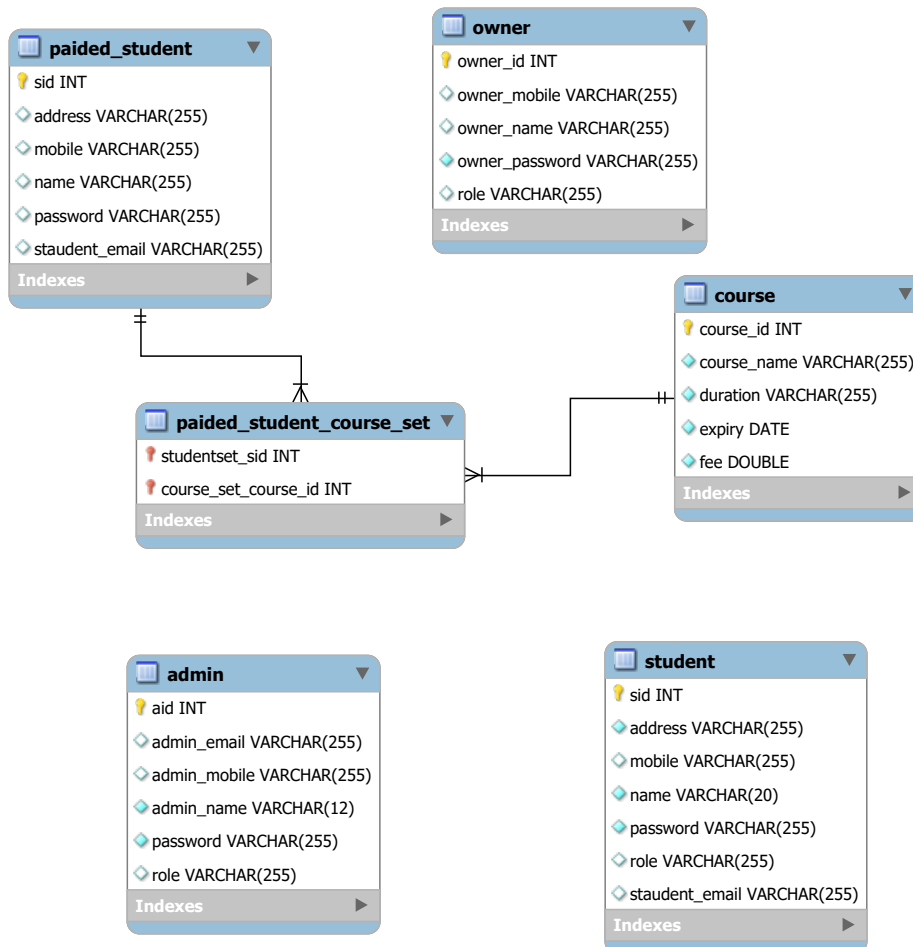 paided_student
sid INT
address VARCHAR(255)
mobile VARCHAR(255)
name VARCHAR(255)
password VARCHAR(255)
staudent_email VARCHAR(255)
Indexes
owner
owner_id INT
owner_mobile VARCHAR(255)
owner_name VARCHAR(255)
owner_password VARCHAR(255)
role VARCHAR(255)
Indexes
course
course_id INT
course_name VARCHAR(255)
duration VARCHAR(255)
expiry DATE
fee DOUBLE
Indexes
paided_student_course_set
studentset_sid INT
course_set_course_id INT
Indexes
admin
aid INT
admin_email VARCHAR(255)
admin_mobile VARCHAR(255)
admin_name VARCHAR(12)
password VARCHAR(255)
role VARCHAR(255)
Indexes
student
sid INT
address VARCHAR(255)
mobile VARCHAR(255)
name VARCHAR(20)
password VARCHAR(255)
role VARCHAR(255)
staudent_email VARCHAR(255)
Indexes